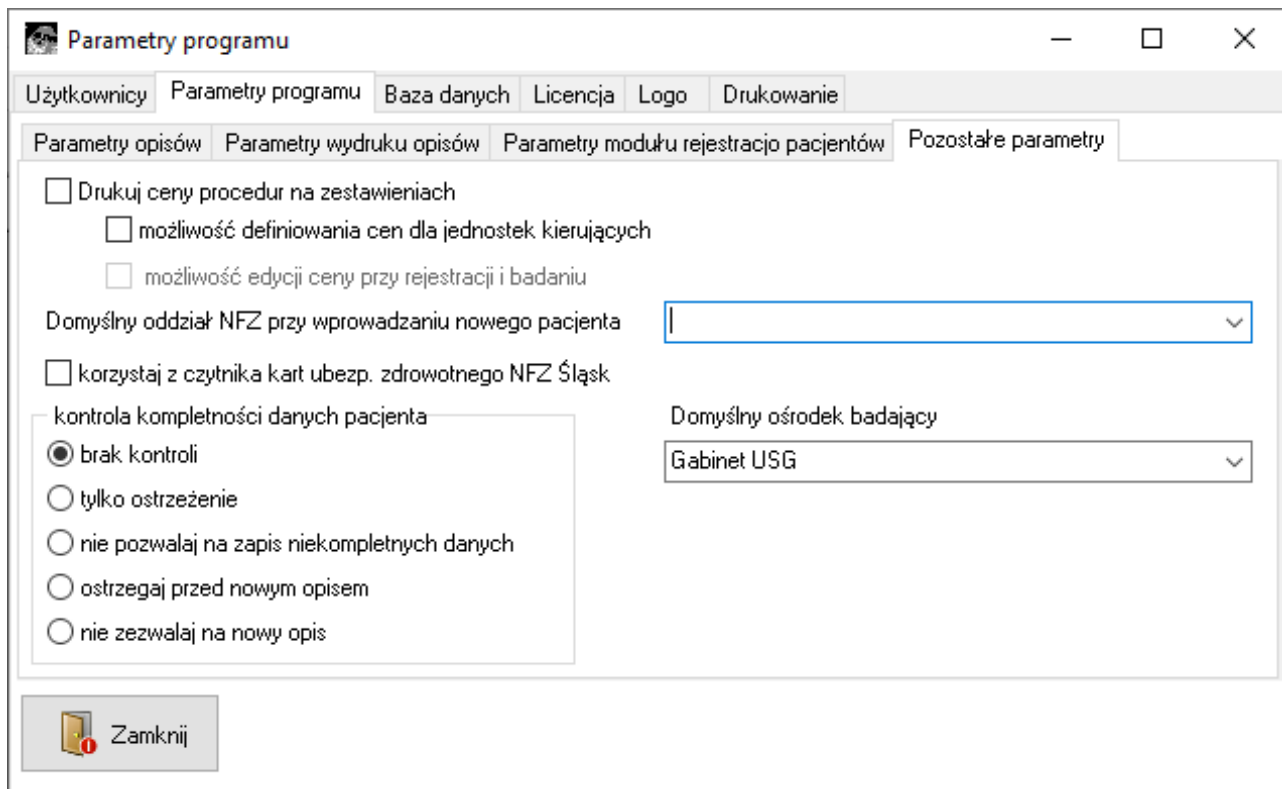 Parametry programu
Użytkownicy Parametry programu Baza danych Licencja Logo Drukowanie
Parametry opisów Parametry wydruku opisów Parametry modułu rejestracjo pacjentów Pozostałe parametry
Drukuj ceny procedur na zestawieniach
możliwość definiowania cen dla jednostek kierujących
możliwość edycji ceny przy rejestracji i badaniu
Domyślny oddział NFZ przy wprowadzaniu nowego pacjenta
korzystaj z czytnika kart ubezp. zdrowotnego NFZ Śląsk
kontrola kompletności danych pacjenta
brak kontroli
tylko ostrzeżenie
nie pozwalaj na zapis niekompletnych danych
ostrzegaj przed nowym opisem
nie zezwalaj na nowy opis
Domyślny ośrodek badający
Gabinet USG
Zamknij